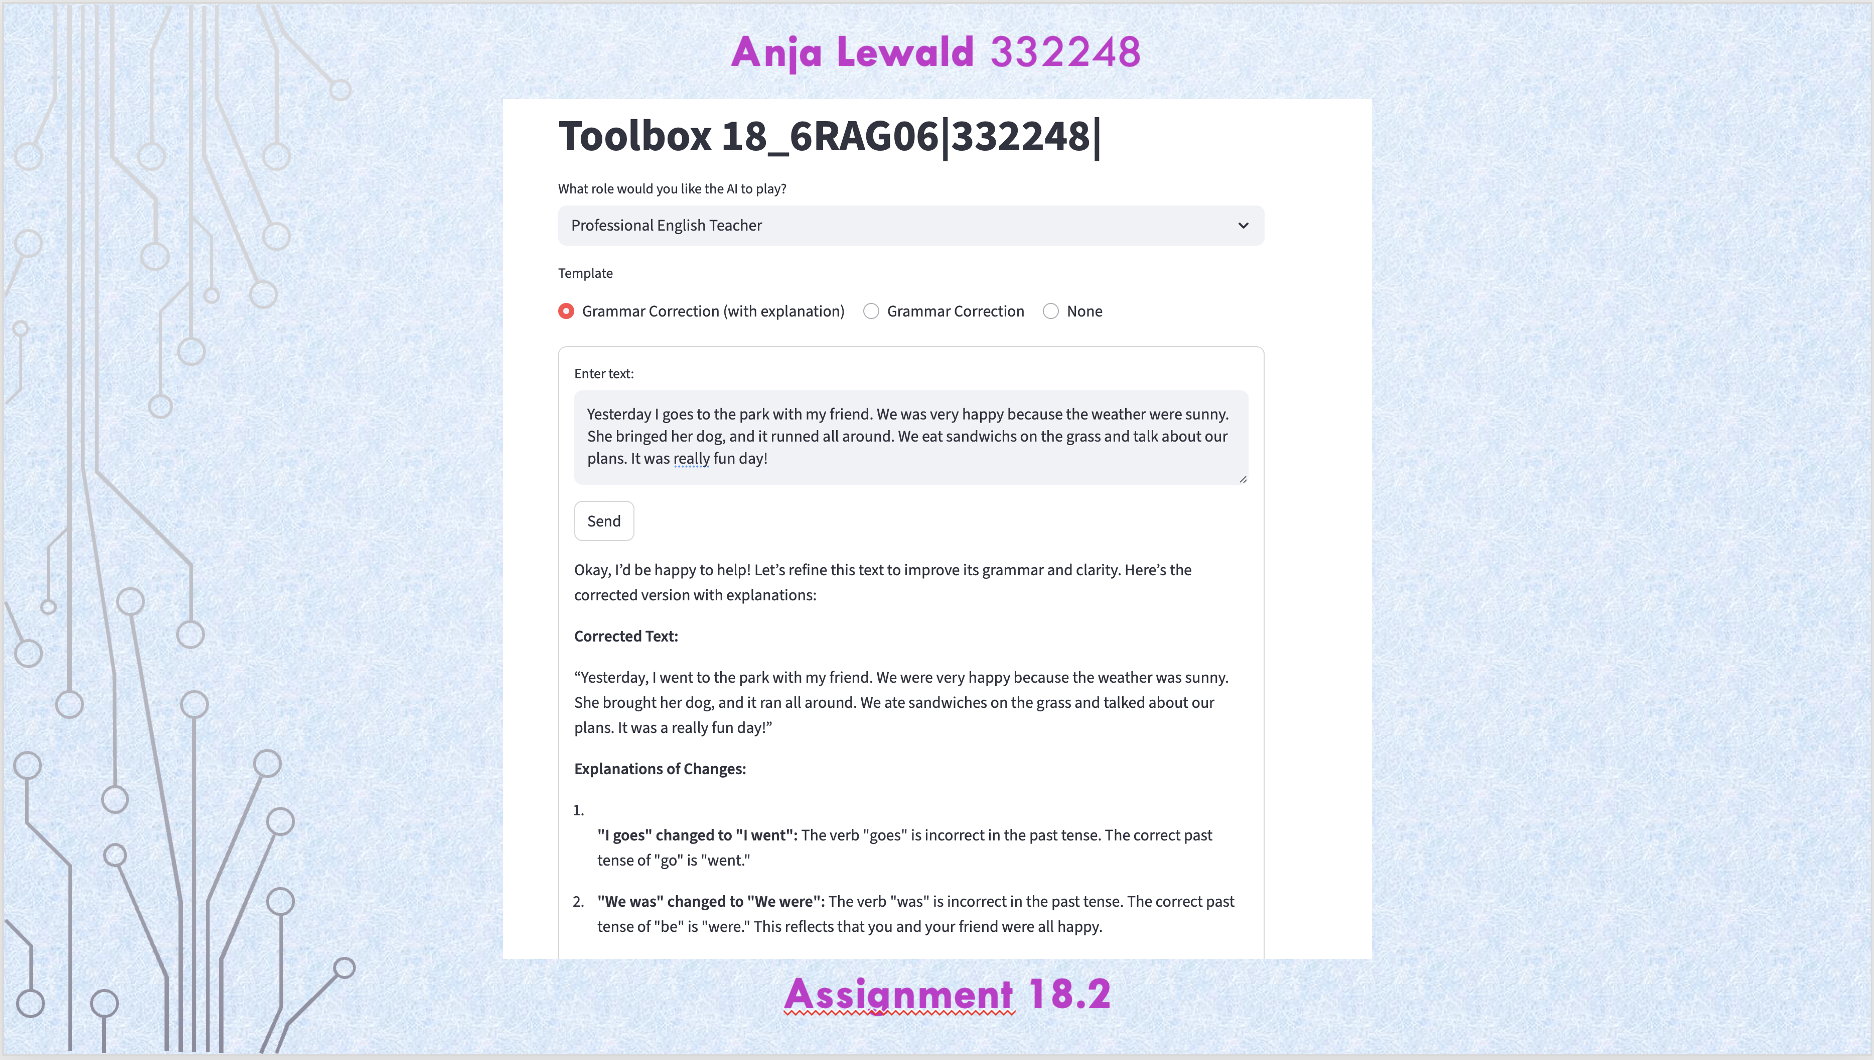 Anja Lewald 332248
Toolbox 18_6RAG06|332248|
What role would you like the AI to play?
Professional English Teacher
Template
Grammar Correction (with explanation) Grammar Correction None
Enter text:
Yesterday I goes to the park with my friend. We was very happy because the weather were sunny.
She bringed her dog, and it runned all around. We eat sandwichs on the grass and talk about our
plans. It was really fun day!
Send
Okay, I’d be happy to help! Let’s refine this text to improve its grammar and clarity. Here’s the
corrected version with explanations:
Corrected Text:
“Yesterday, I went to the park with my friend. We were very happy because the weather was sunny.
She brought her dog, and it ran all around. We ate sandwiches on the grass and talked about our
plans. It was a really fun day!”
Explanations of Changes:
1.
"I goes" changed to "I went": The verb "goes" is incorrect in the past tense. The correct past
tense of "go" is "went."
2. "We was" changed to "We were": The verb "was" is incorrect in the past tense. The correct past
tense of "be" is "were." This reflects that you and your friend were all happy.
Assignment 18.2